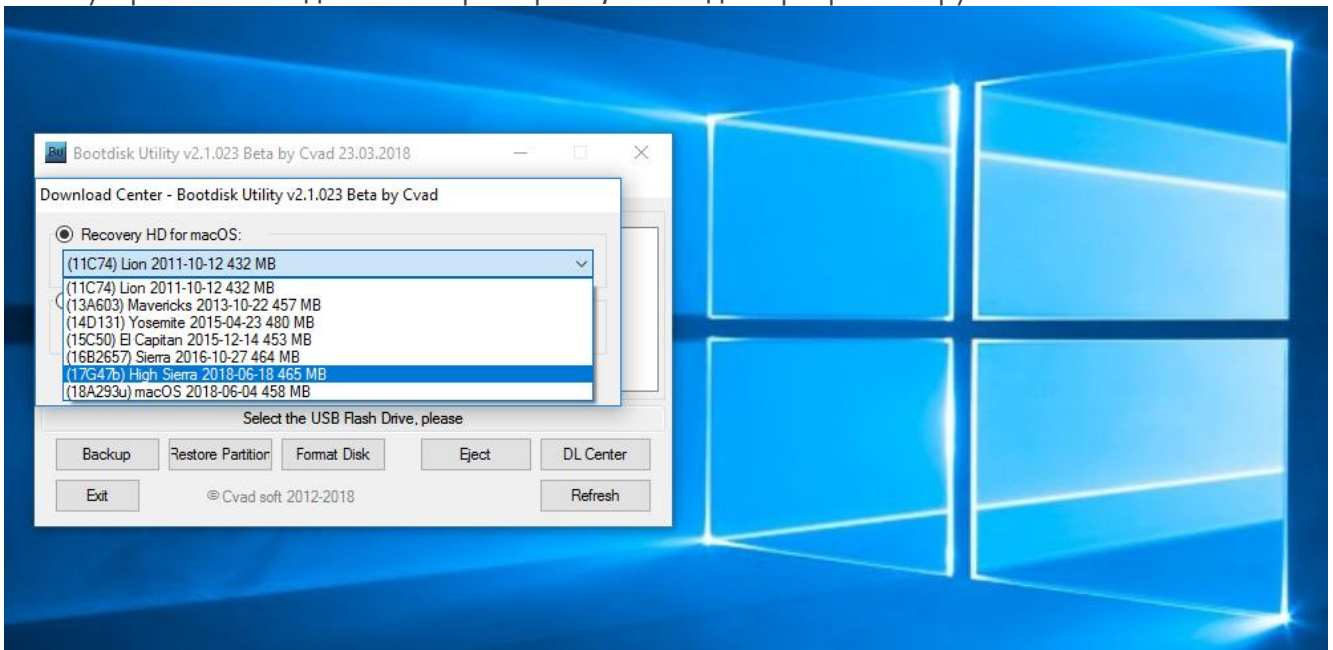 Bootdisk Utility v2.1.023 Beta by Cvad 23.03.2018
Download Center - Bootdisk Utility v2.1.023 Beta by Cvad
Recovery HD for macOS:
(11C74) Lion 2011-10-12 432 MB
(11C74) Lion 2011-10-12 432 MB
(13A603) Mavericks 2013-10-22 457 MB
(14D131) Yosemite 2015-04-23 480 MB
(15C50) El Capitan 2015-12-14 453 MB
(16B2657) Sierra 2016-10-27 464 MB
(17G47b) High Sierra 2018-06-18 465 MB
(18A293u) macOS 2018-06-04 458 MB
Select the USB Flash Drive, please
Backup Restore Partition Format Disk Eject DL Center
Exit © Cvad soft 2012-2018 Refresh